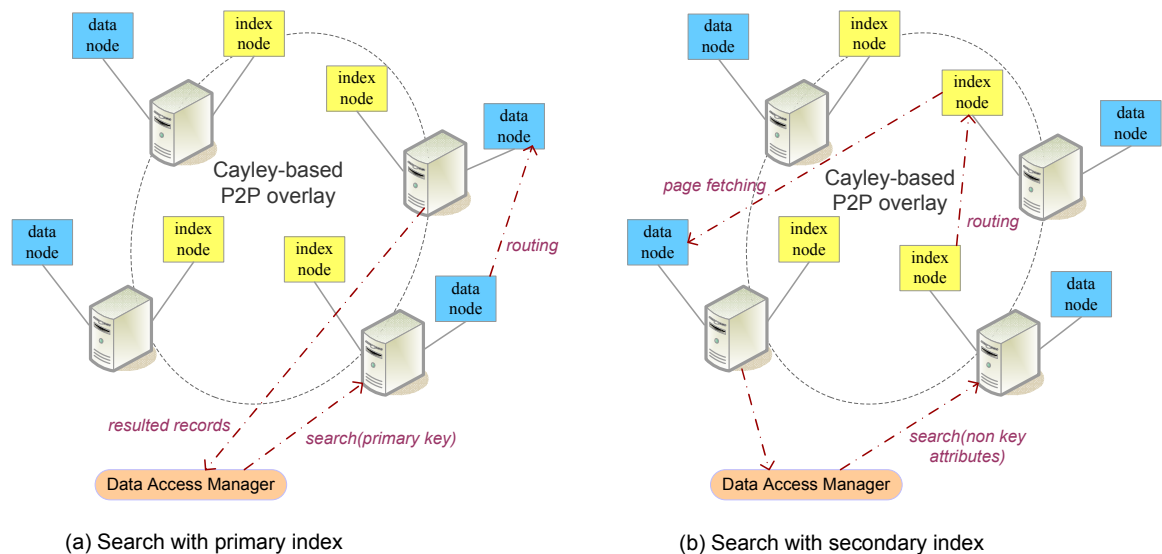 data
node
index
node
index
node
data
node
Cayley-based
P2P overlay
data
node
index
node
index
node
data
node
routing
resulted records
search(primary key)
Data Access Manager
(a) Search with primary index
data
node
index
node
index
node
data
node
page fetching
Cayley-based
P2P overlay
data
node
index
node
index
node
routing
data
node
search(non key
attributes)
Data Access Manager
(b) Search with secondary index